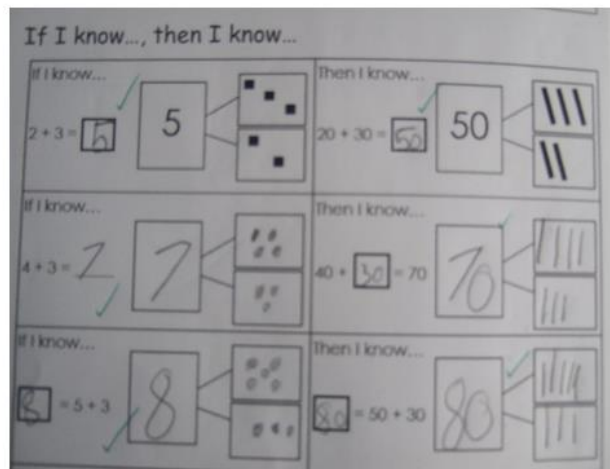 If I know..., then I know...
If I know... Then I know...
2 + 3 = 5 5 20 + 30 = 50 50
If I know... Then I know...
4 + 3 = 7 7 40 + 30 = 70 70
If I know... Then I know...
8 = 5 + 3 8 80 = 50 + 30 80